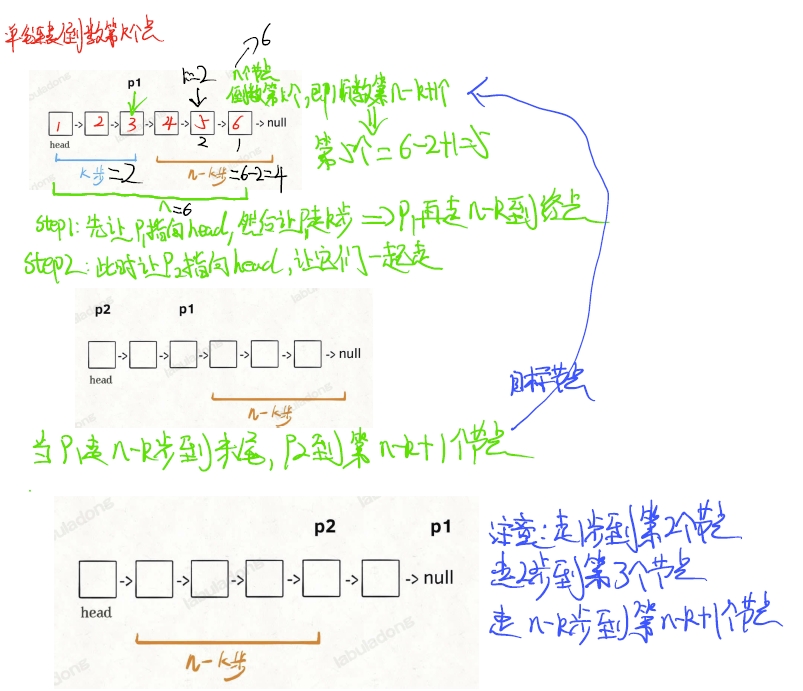 单链表倒数第k个点
6
k=2
n个节点
p1
倒数第k个,即顺数第n-k+1个
1 -> 2 -> 3 -> 4 -> 5 -> 6 -> null
head
2 1
第5个=6-2+1=5
k步=2
n-k步=6-2=4
n=6
step1:先让P1指向head,然后让P1走k步 => P1再走n-k到终点
step2:此时让P2指向head,让它们一起走
p2 p1
-> -> -> -> -> -> null
head
n-k步
目标节点
当P1走n-k步到末尾,P2到第n-k+1个节点
p2 p1
-> -> -> -> -> -> null
head
n-k步
注意:走1步到第2个节点
走2步到第3个节点
走n-k步到第n-k+1个节点
labuladong